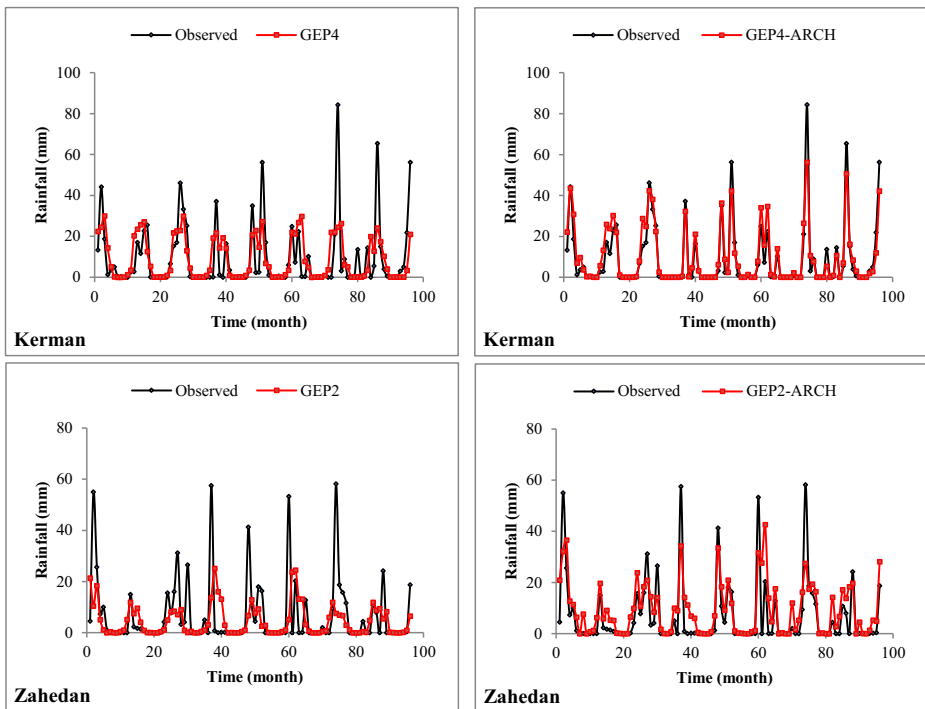 Observed GEP4
100
80
60
40
20
0
0 20 40 60 80 100
Rainfall (mm)
Time (month)
Kerman
Observed GEP4-ARCH
100
80
60
40
20
0
0 20 40 60 80 100
Rainfall (mm)
Time (month)
Kerman
Observed GEP2
80
60
40
20
0
0 20 40 60 80 100
Rainfall (mm)
Time (month)
Zahedan
Observed GEP2-ARCH
80
60
40
20
0
0 20 40 60 80 100
Rainfall (mm)
Time (month)
Zahedan